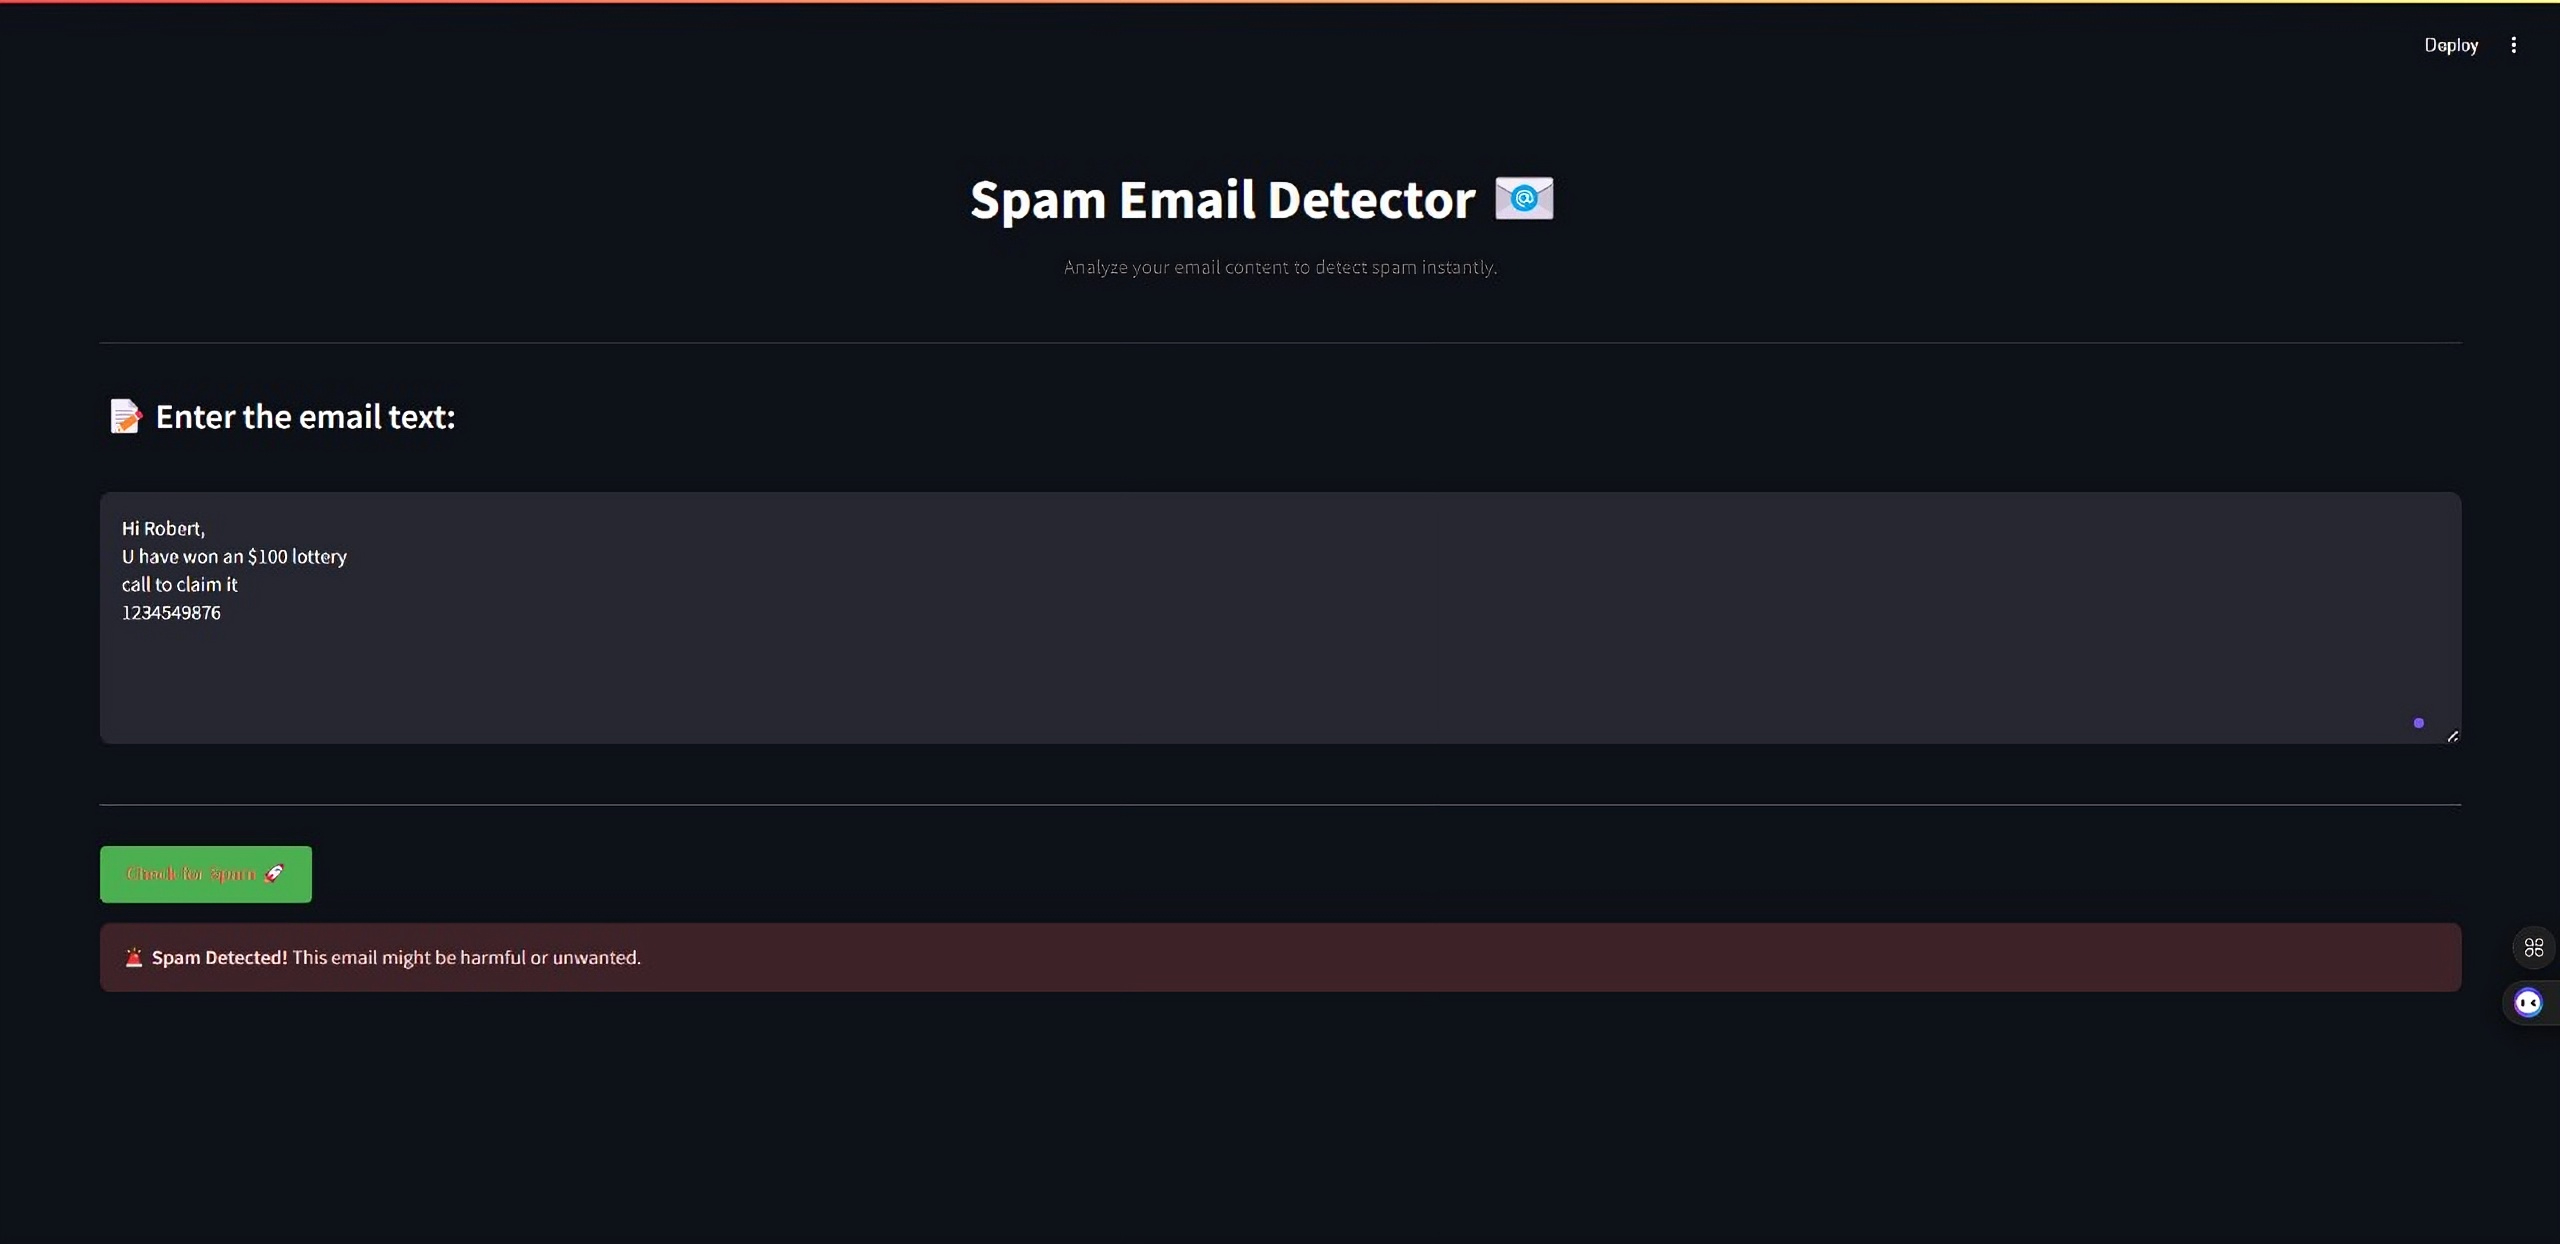 Deploy
Spam Email Detector
Analyze your email content to detect spam instantly.
Enter the email text:
Hi Robert,
U have won an $100 lottery
call to claim it
1234549876
Check for Spam
Spam Detected! This email might be harmful or unwanted.